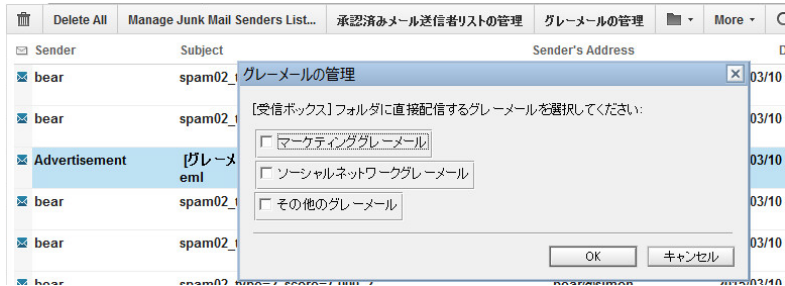 Delete All Manage Junk Mail Senders List... 承認済みメール送信者リストの管理 グレーメールの管理 More
Sender Subject Sender's Address
グレーメールの管理
bear spam02_t 03/10
[受信ボックス]フォルダに直接配信するグレーメールを選択してください:
bear spam02_t 03/10
マーケティンググレーメール
Advertisement [グレーメ 03/10
eml
ソーシャルネットワークグレーメール
bear spam02_t 03/10
その他のグレーメール
bear spam02_t 03/10
OK キャンセル
bear